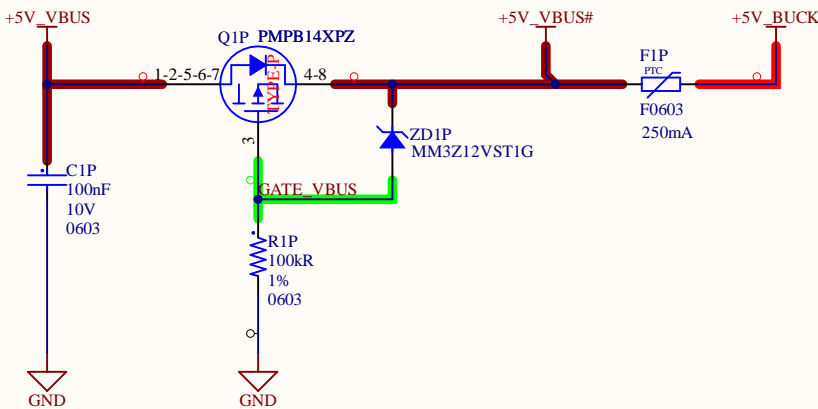 +5V_VBUS
+5V_VBUS#
+5V_BUCK
Q1P PMPB14XPZ
1-2-5-6-7
TYPE-P
4-8
3
F1P
PTC
F0603
250mA
ZD1P
MM3Z12VST1G
C1P
100nF
10V
0603
GATE_VBUS
R1P
100kR
1%
0603
GND
GND